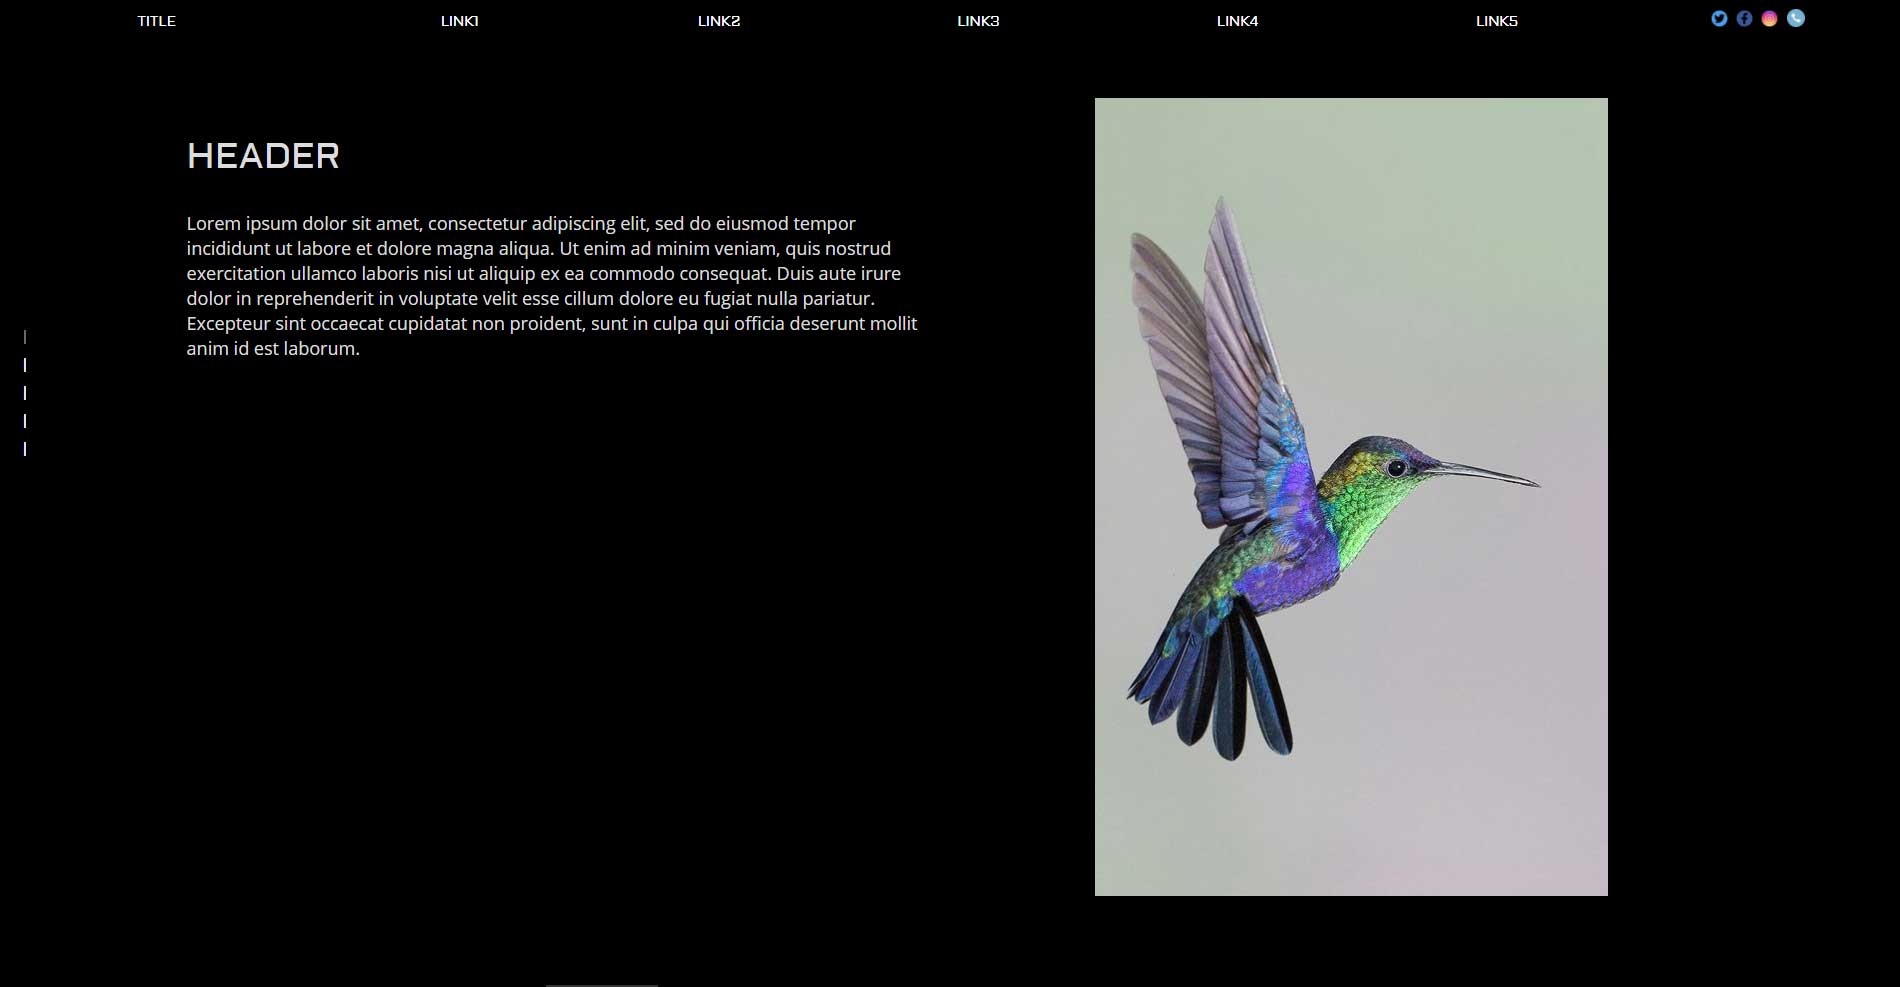 TITLE LINK1 LINK2 LINK3 LINK4 LINK5
HEADER
Lorem ipsum dolor sit amet, consectetur adipiscing elit, sed do eiusmod tempor
incididunt ut labore et dolore magna aliqua. Ut enim ad minim veniam, quis nostrud
exercitation ullamco laboris nisi ut aliquip ex ea commodo consequat. Duis aute irure
dolor in reprehenderit in voluptate velit esse cillum dolore eu fugiat nulla pariatur.
Excepteur sint occaecat cupidatat non proident, sunt in culpa qui officia deserunt mollit
anim id est laborum.